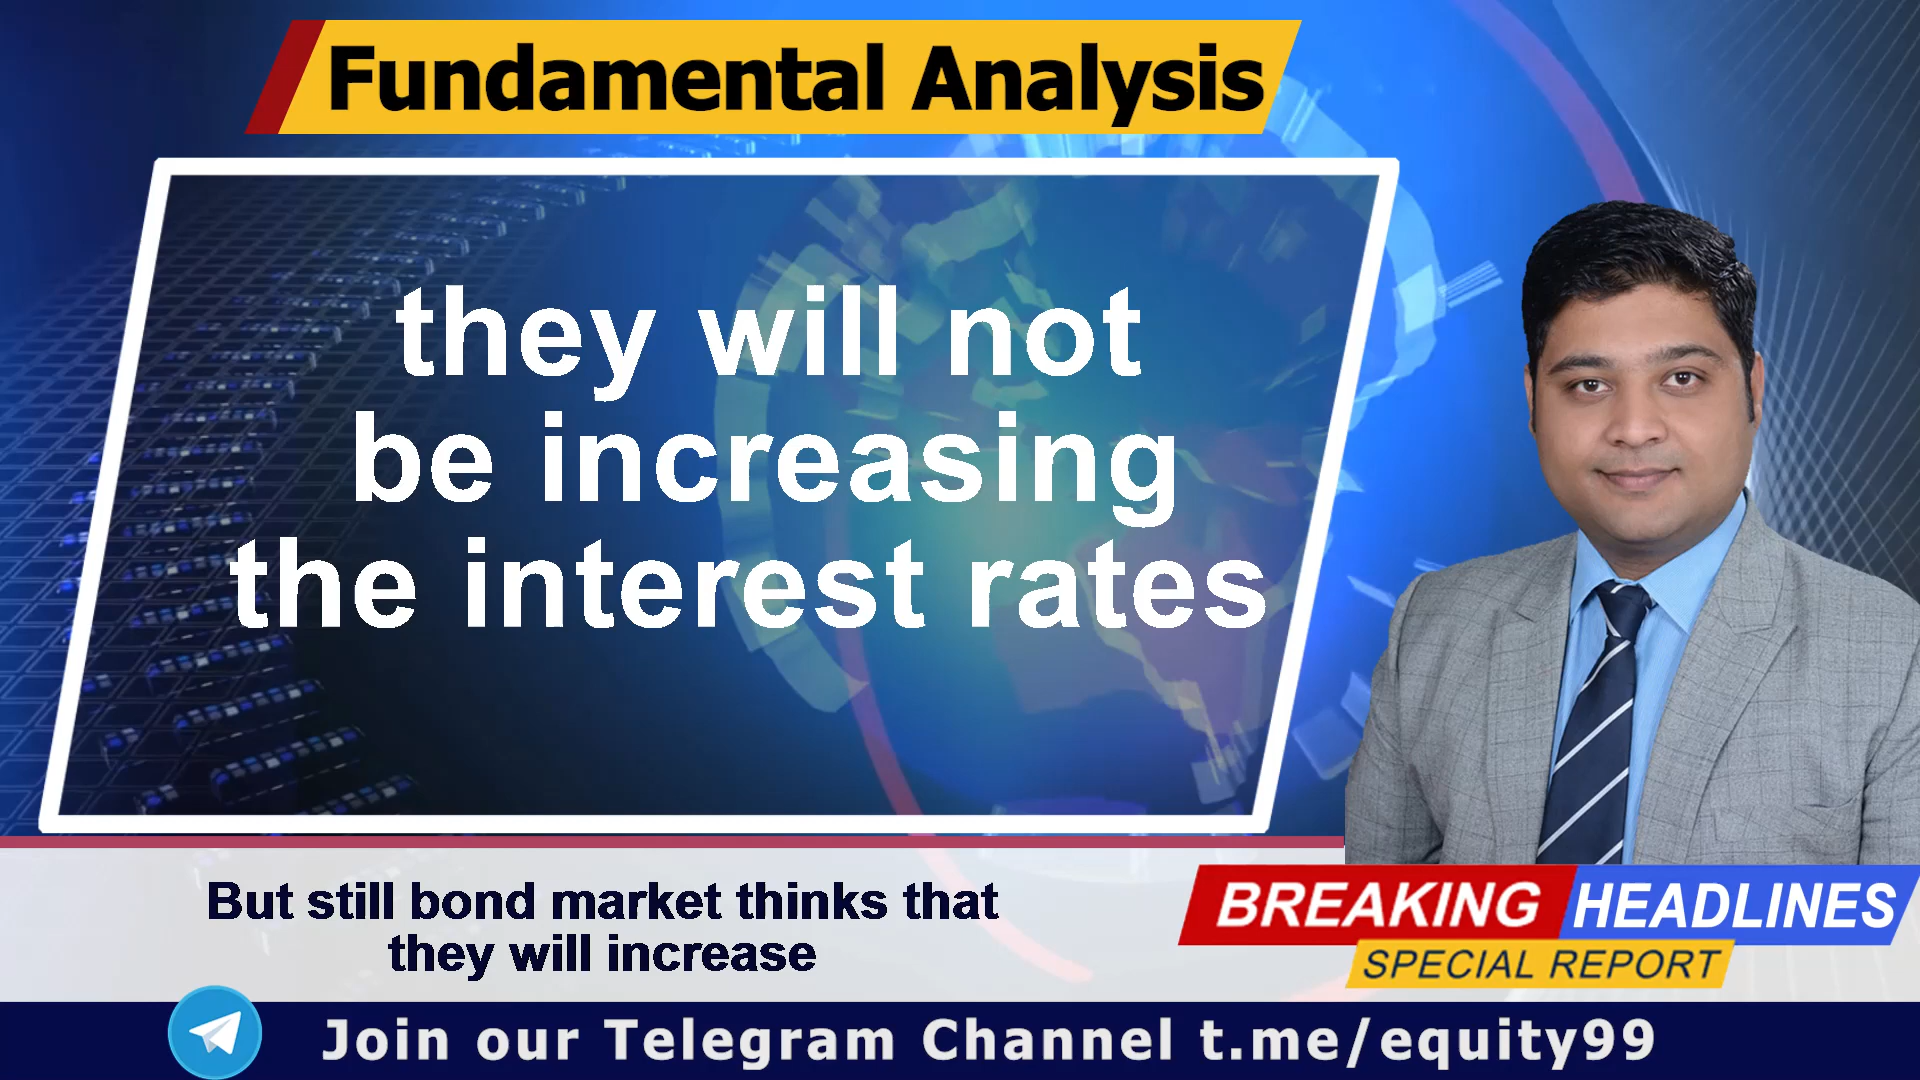 Fundamental Analysis
they will not
be increasing
the interest rates
But still bond market thinks that
they will increase
BREAKING HEADLINES
SPECIAL REPORT
Join our Telegram Channel t.me/equity99